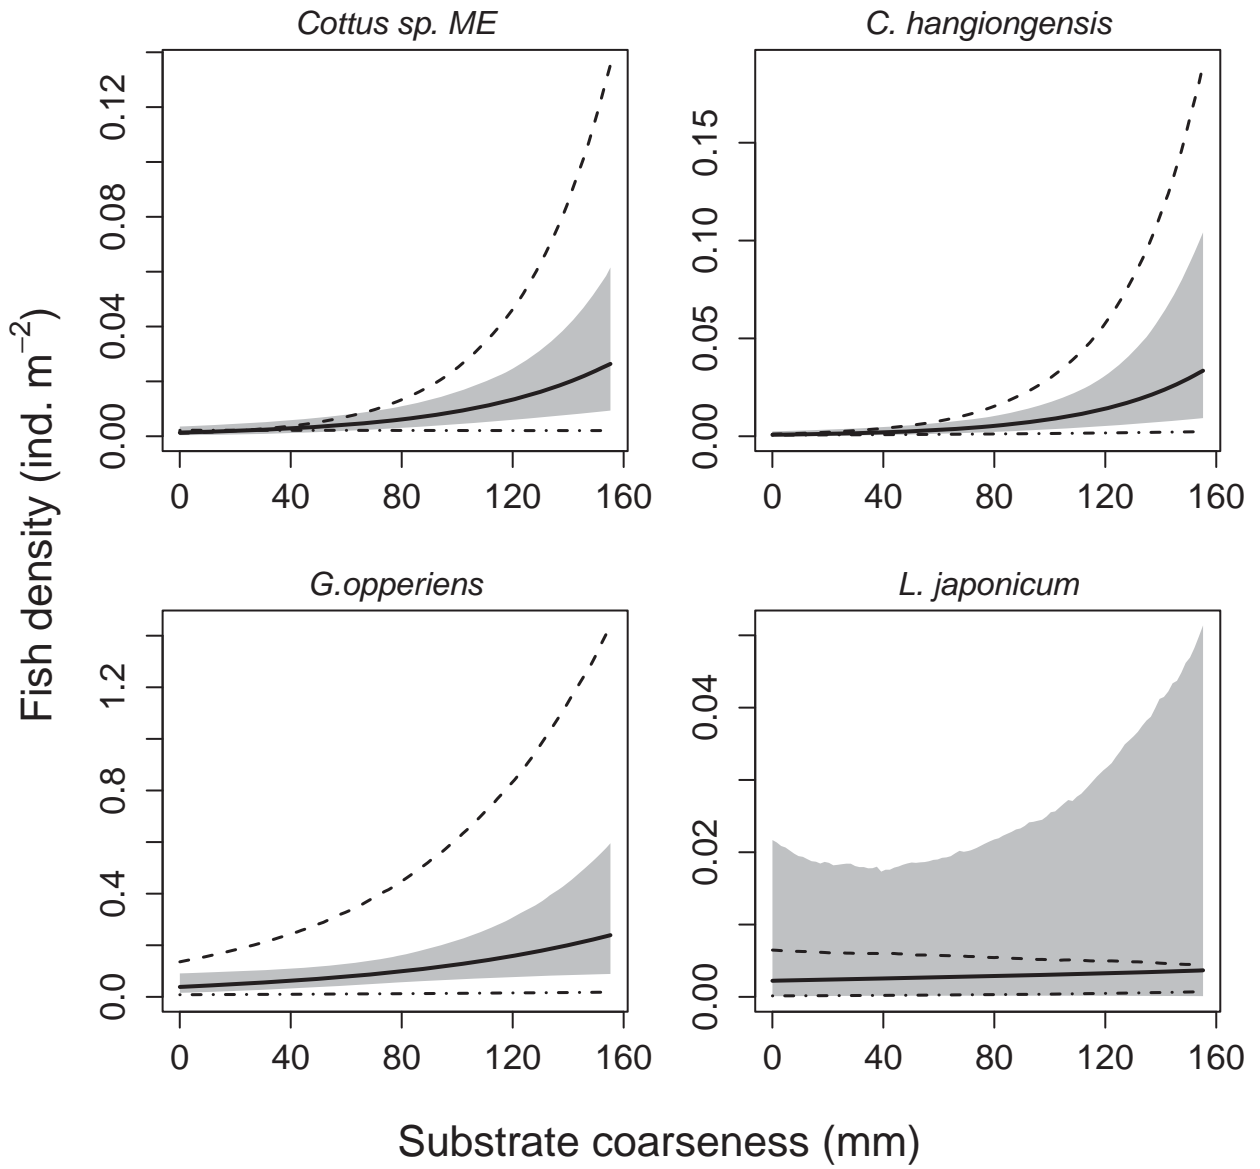 Cottus sp. ME
C. hangiongensis
0.12
0.08
0.04
0.00
0.15
0.10
0.05
0.00
0 40 80 120 160
0 40 80 120 160
G.opperiens
L. japonicum
1.2
0.8
0.4
0.0
0.04
0.02
0.00
0 40 80 120 160
0 40 80 120 160
Fish density (ind. m−2)
Substrate coarseness (mm)